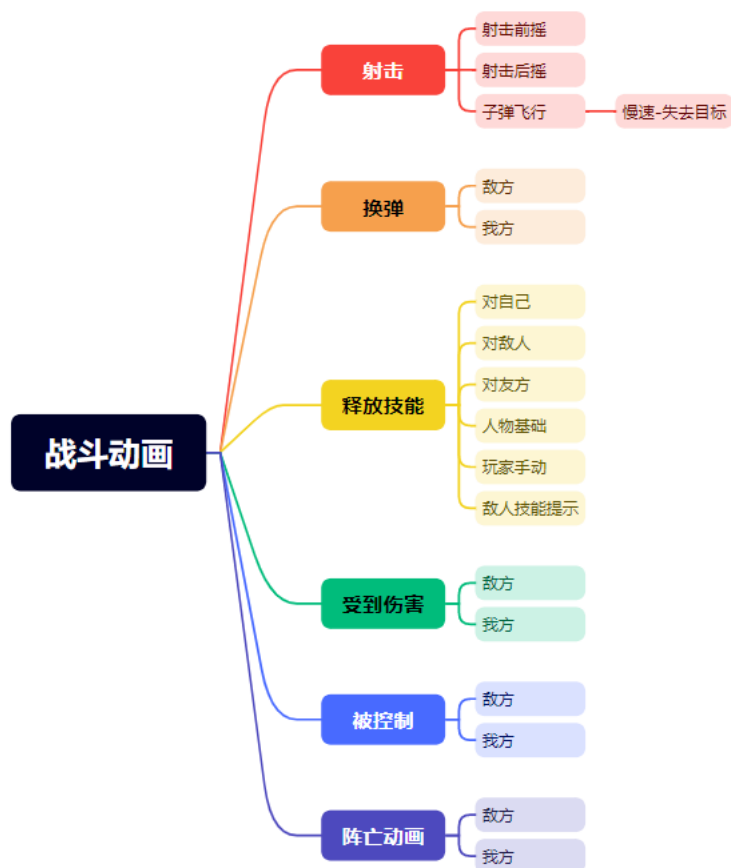 战斗动画
射击
射击前摇
射击后摇
子弹飞行
慢速-失去目标
换弹
敌方
我方
释放技能
对自己
对敌人
对友方
人物基础
玩家手动
敌人技能提示
受到伤害
敌方
我方
被控制
敌方
我方
阵亡动画
敌方
我方